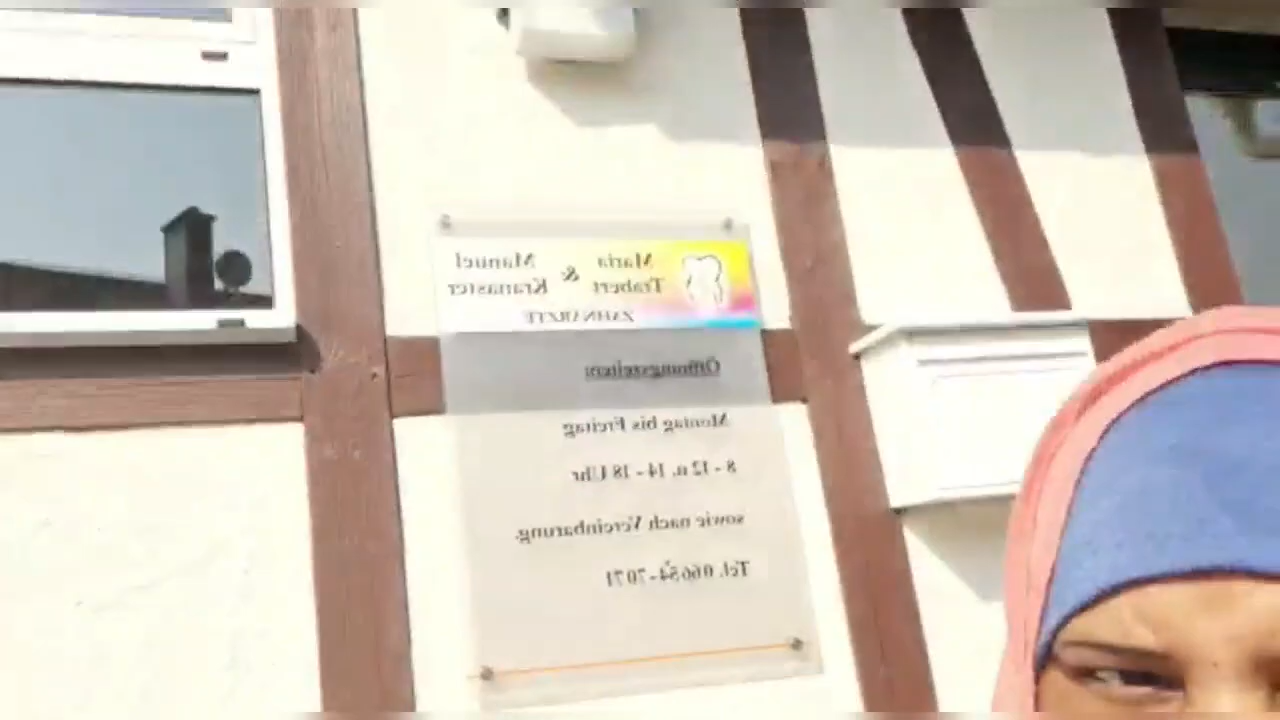 Maria Trabert & Manuel Kranaster
ZAHNÄRZTE
Öffnungszeiten:
Montag bis Freitag
8 - 12 u. 14 - 18 Uhr
sowie nach Vereinbarung.
Tel. 06654-7071